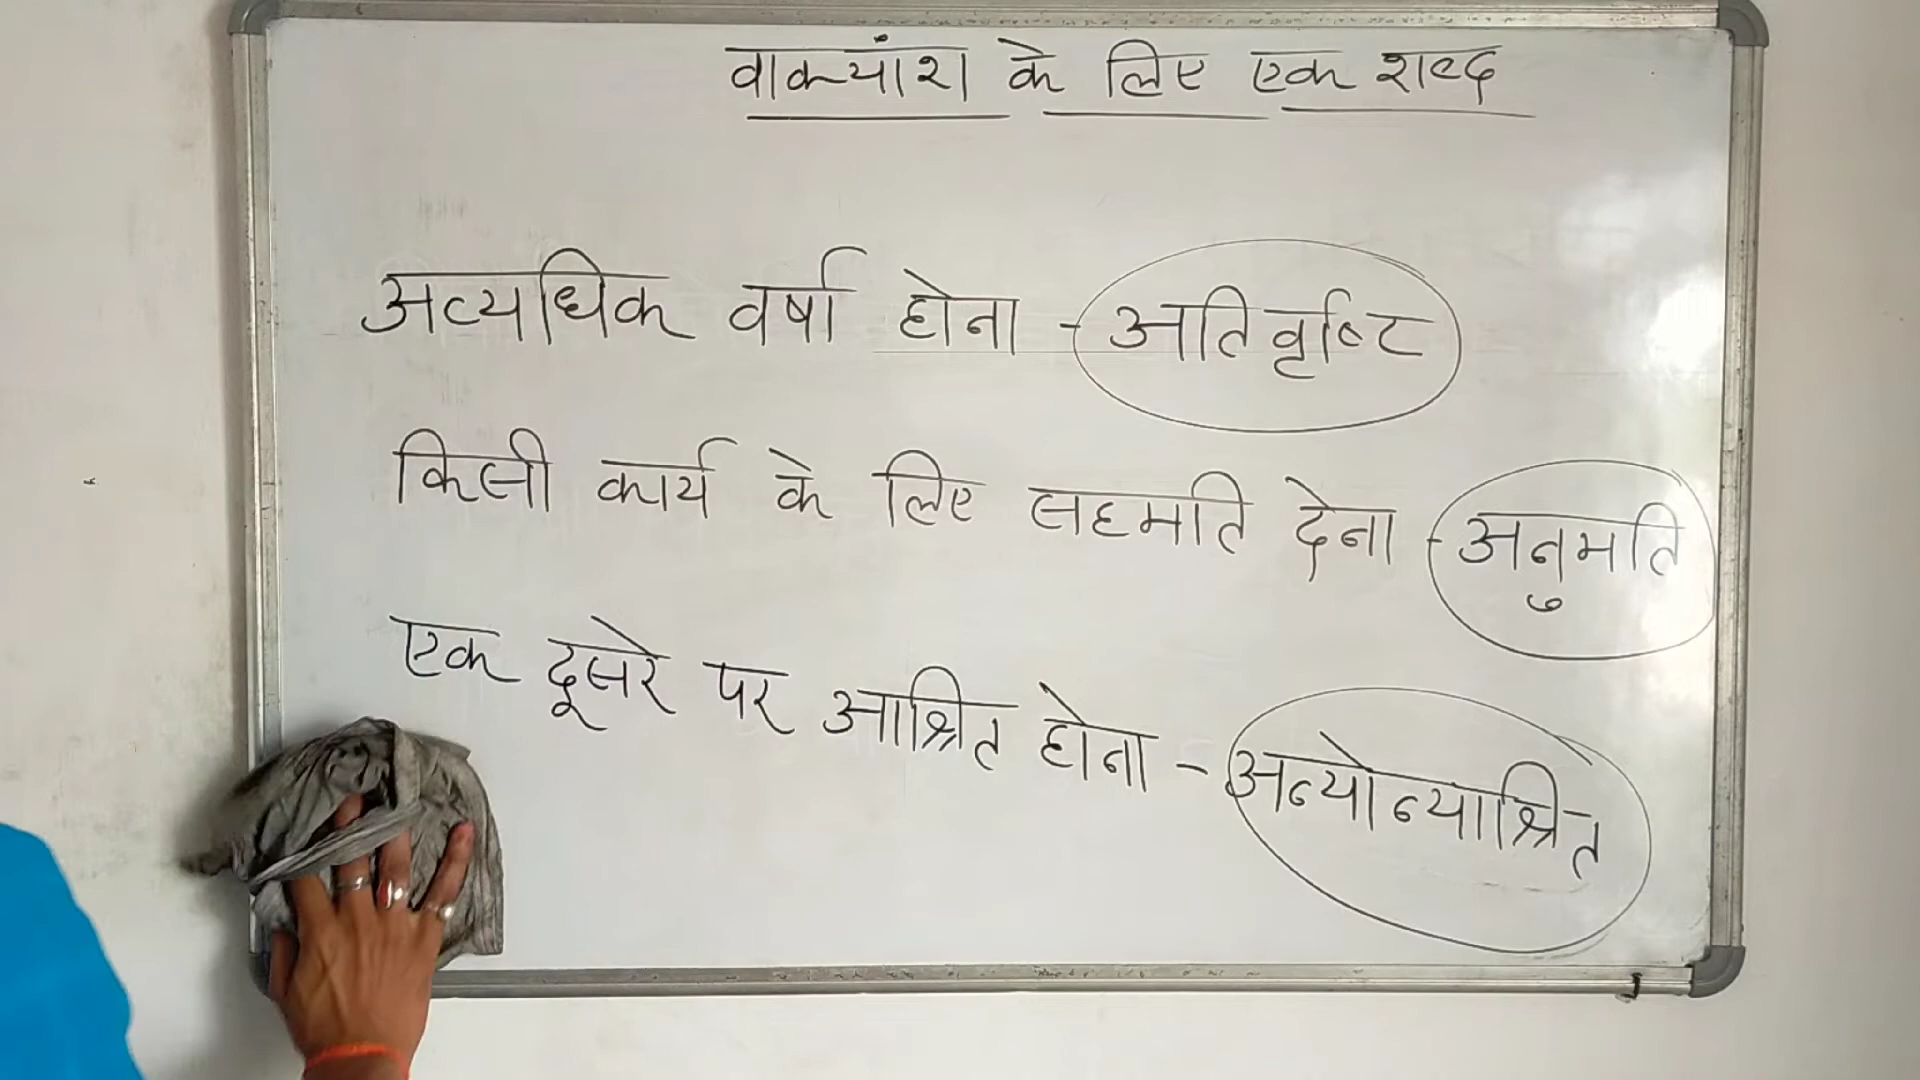 वाक्यांश के लिए एक शब्द
अत्यधिक वर्षा होना - अतिवृष्टि
किसी कार्य के लिए सहमति देना - अनुमति
एक दूसरे पर आश्रित होना - अन्योन्याश्रित